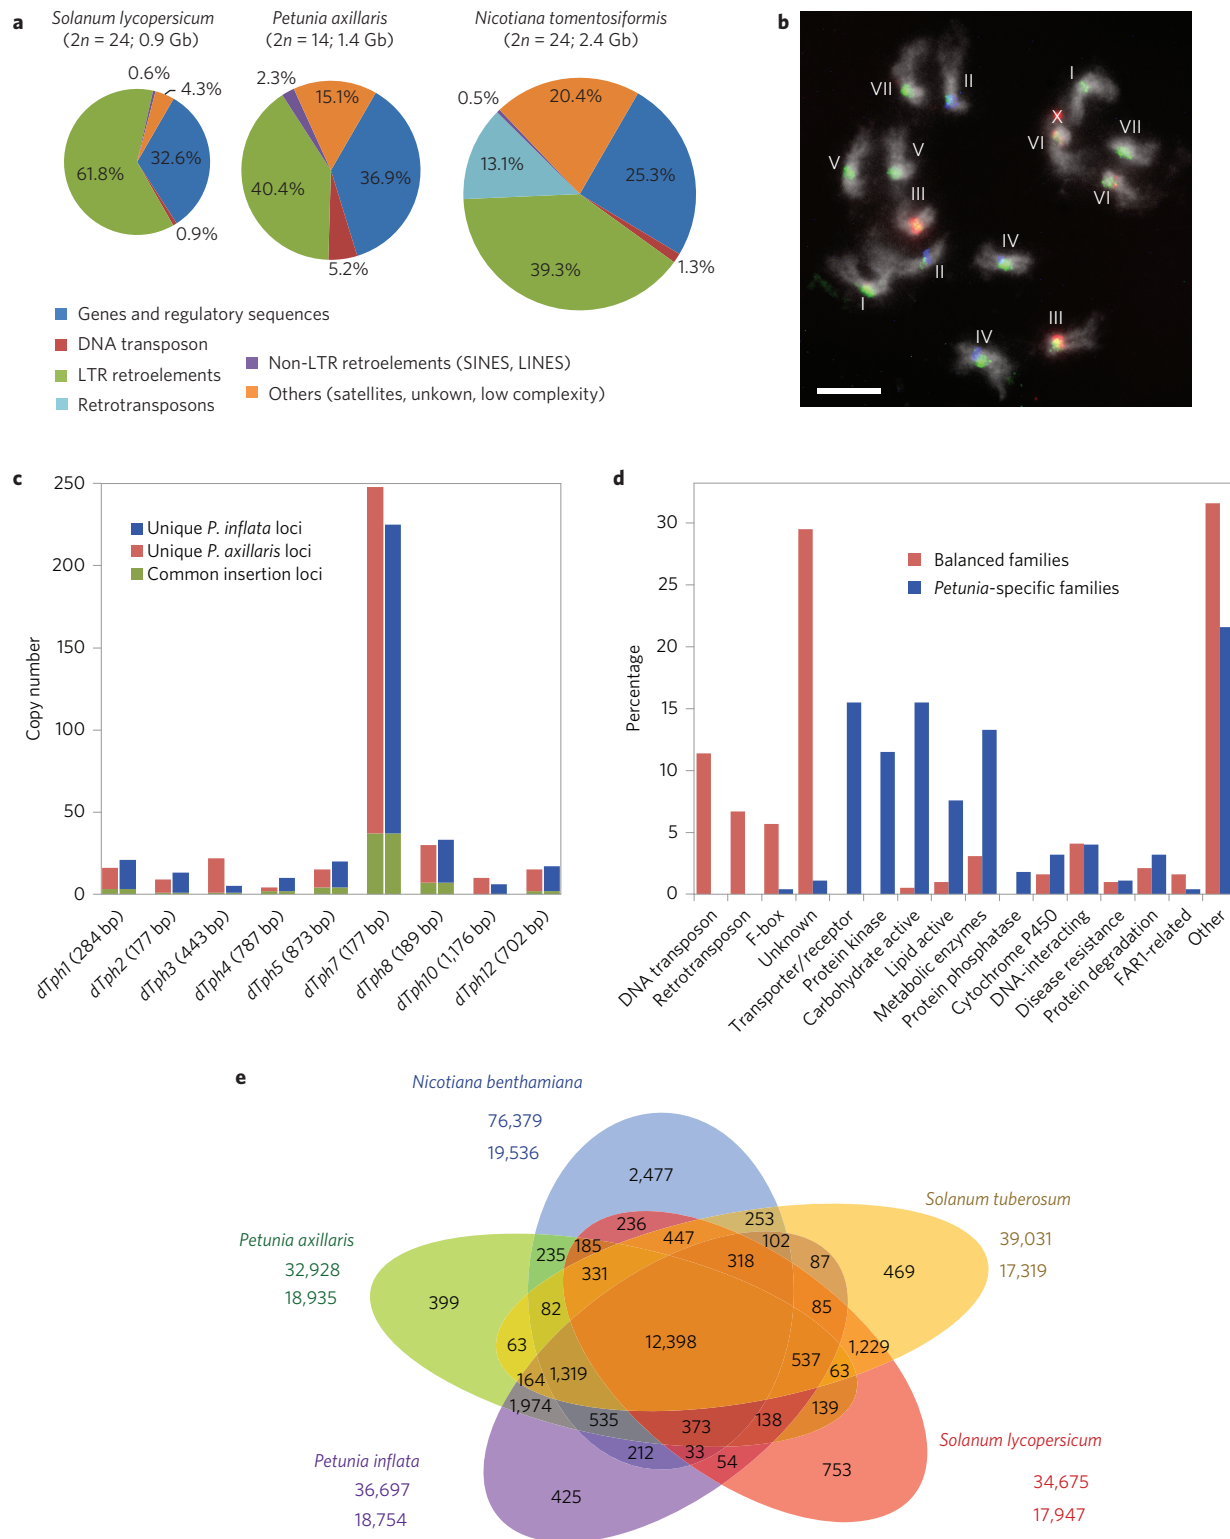 a
Solanum lycopersicum
(2n = 24; 0.9 Gb)
Petunia axillaris
(2n = 14; 1.4 Gb)
Nicotiana tomentosiformis
(2n = 24; 2.4 Gb)
0.6%
4.3%
32.6%
61.8%
0.9%
2.3%
15.1%
36.9%
40.4%
5.2%
0.5%
20.4%
13.1%
25.3%
39.3%
1.3%
Genes and regulatory sequences
DNA transposon
LTR retroelements
Retrotransposons
Non-LTR retroelements (SINES, LINES)
Others (satellites, unkown, low complexity)
b
VII
II
I
X
VI
VII
V
V
VI
III
II
IV
I
III
IV
c
250
200
150
100
50
0
Copy number
Unique P. inflata loci
Unique P. axillaris loci
Common insertion loci
dTph1 (284 bp)
dTph2 (177 bp)
dTph3 (443 bp)
dTph4 (787 bp)
dTph5 (873 bp)
dTph7 (177 bp)
dTph8 (189 bp)
dTph10 (1,176 bp)
dTph12 (702 bp)
d
30
25
20
15
10
5
0
Percentage
Balanced families
Petunia-specific families
DNA transposon
Retrotransposon
F-box
Unknown
Transporter/receptor
Protein kinase
Carbohydrate active
Lipid active
Metabolic enzymes
Protein phosphatase
Cytochrome P450
DNA-interacting
Disease resistance
Protein degradation
FAR1-related
Other
e
Nicotiana benthamiana
76,379
19,536
Solanum tuberosum
39,031
17,319
Petunia axillaris
32,928
18,935
Petunia inflata
36,697
18,754
Solanum lycopersicum
34,675
17,947
2,477
236
253
447
102
235
185
318
87
469
331
399
82
85
12,398
63
1,229
537
63
164
1,319
1,974
139
535
373
138
212
33
54
753
425